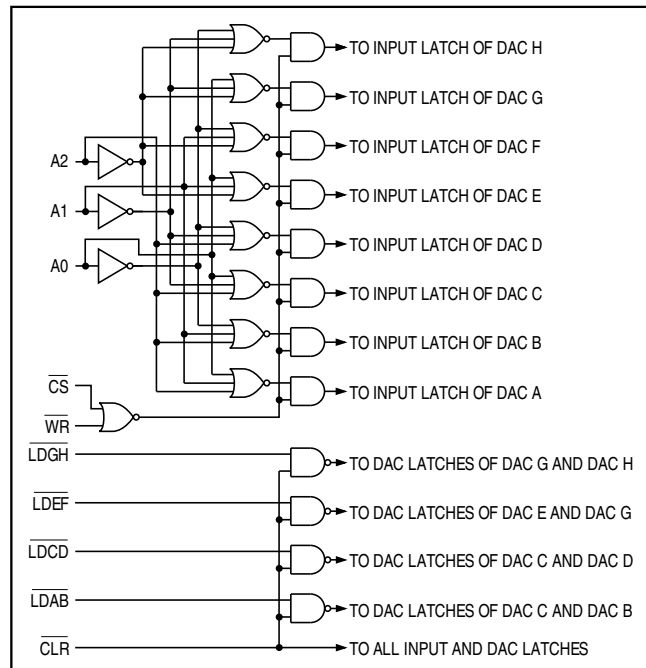 TO INPUT LATCH OF DAC H
TO INPUT LATCH OF DAC G
TO INPUT LATCH OF DAC F
A2
TO INPUT LATCH OF DAC E
A1
TO INPUT LATCH OF DAC D
A0
TO INPUT LATCH OF DAC C
TO INPUT LATCH OF DAC B
CS
TO INPUT LATCH OF DAC A
WR
LDGH
TO DAC LATCHES OF DAC G AND DAC H
LDEF
TO DAC LATCHES OF DAC E AND DAC G
LDCD
TO DAC LATCHES OF DAC C AND DAC D
LDAB
TO DAC LATCHES OF DAC C AND DAC B
CLR
TO ALL INPUT AND DAC LATCHES